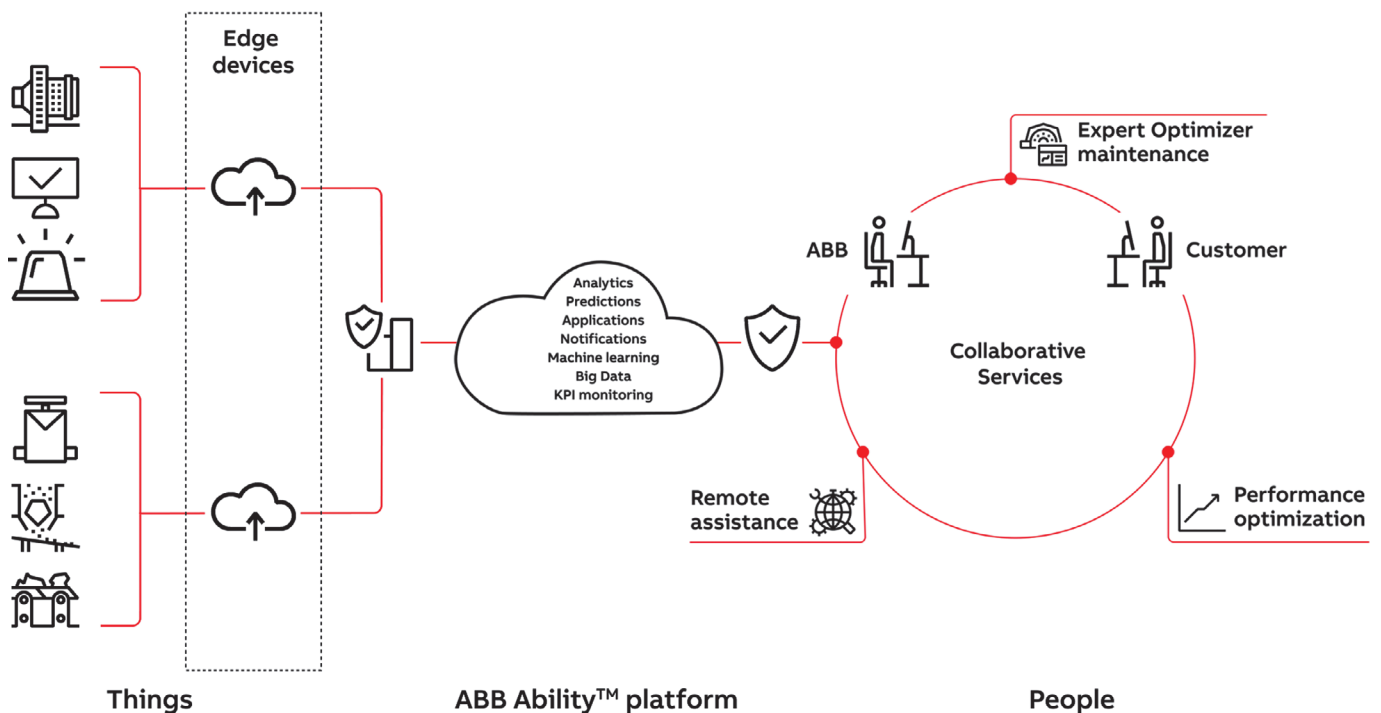 Edge
devices
Expert Optimizer
maintenance
ABB
Customer
Analytics
Predictions
Applications
Notifications
Machine learning
Big Data
KPI monitoring
Collaborative
Services
Remote
assistance
Performance
optimization
Things
ABB Ability™ platform
People